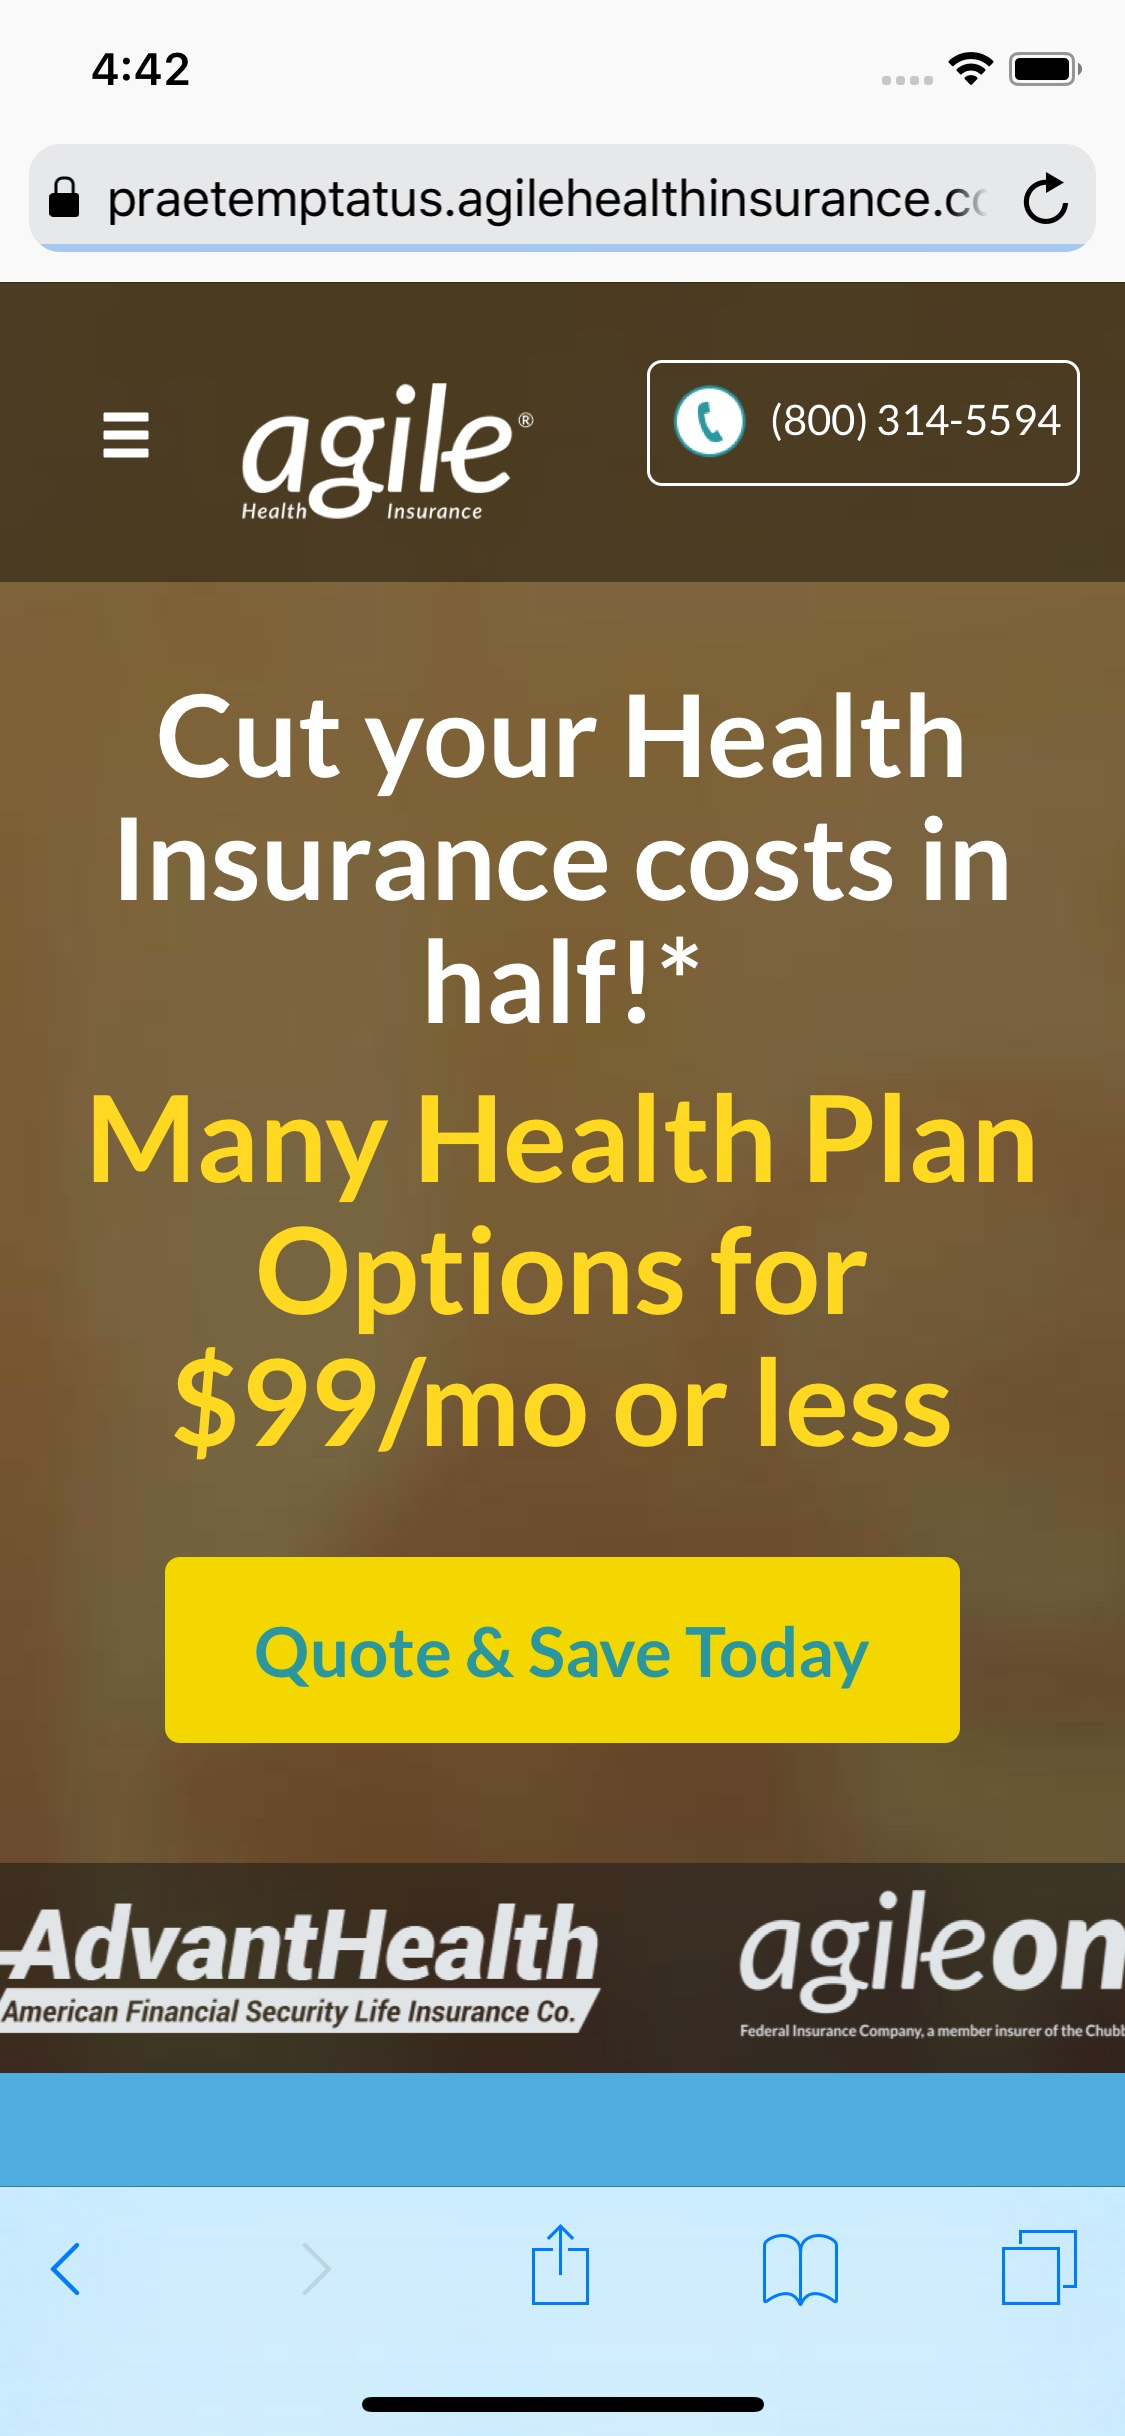 4:42
praetemptatus.agilehealthinsurance.co
agile®
Health Insurance
(800) 314-5594
Cut your Health
Insurance costs in
half!*
Many Health Plan
Options for
$99/mo or less
Quote & Save Today
AdvantHealth
American Financial Security Life Insurance Co.
agileon
Federal Insurance Company, a member insurer of the Chubb